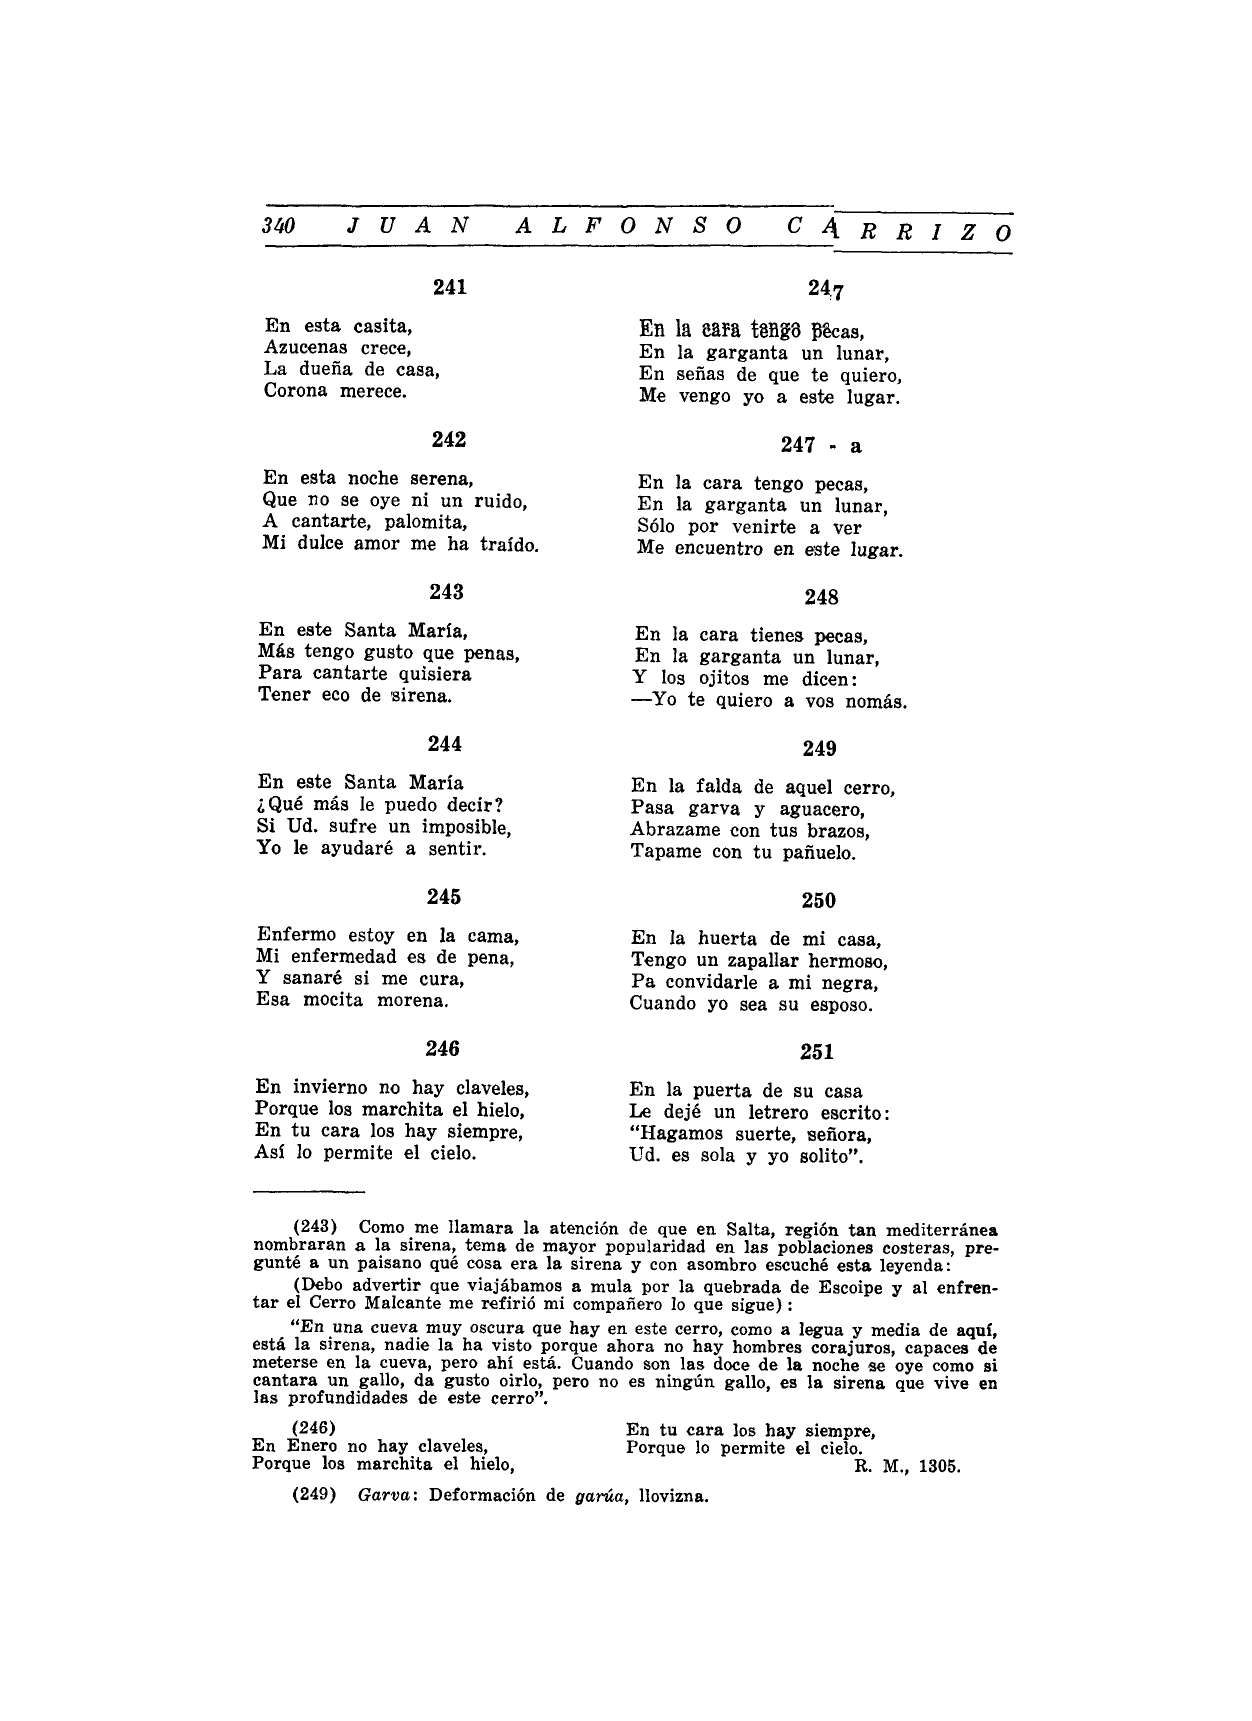 340 JUAN ALFONSO CARRIZO
241
En esta casita,
Azucenas crece,
La dueña de casa,
Corona merece.
242
En esta noche serena,
Que no se oye ni un ruido,
A cantarte, palomita,
Mi dulce amor me ha traído.
243
En este Santa María,
Más tengo gusto que penas,
Para cantarte quisiera
Tener eco de sirena.
244
En este Santa María
¿Qué más le puedo decir?
Si Ud. sufre un imposible,
Yo le ayudaré a sentir.
245
Enfermo estoy en la cama,
Mi enfermedad es de pena,
Y sanaré si me cura,
Esa mocita morena.
246
En invierno no hay claveles,
Porque los marchita el hielo,
En tu cara los hay siempre,
Así lo permite el cielo.
247
En la cara tengo pecas,
En la garganta un lunar,
En señas de que te quiero,
Me vengo yo a este lugar.
247 - a
En la cara tengo pecas,
En la garganta un lunar,
Sólo por venirte a ver
Me encuentro en este lugar.
248
En la cara tienes pecas,
En la garganta un lunar,
Y los ojitos me dicen:
—Yo te quiero a vos nomás.
249
En la falda de aquel cerro,
Pasa garva y aguacero,
Abrazame con tus brazos,
Tapame con tu pañuelo.
250
En la huerta de mi casa,
Tengo un zapallar hermoso,
Pa convidarle a mi negra,
Cuando yo sea su esposo.
251
En la puerta de su casa
Le dejé un letrero escrito:
“Hagamos suerte, señora,
Ud. es sola y yo solito”.
(243) Como me llamara la atención de que en Salta, región tan mediterránea
nombraran a la sirena, tema de mayor popularidad en las poblaciones costeras, pre-
gunté a un paisano qué cosa era la sirena y con asombro escuché esta leyenda:
(Debo advertir que viajábamos a mula por la quebrada de Escoipe y al enfren-
tar el Cerro Malcante me refirió mi compañero lo que sigue):
“En una cueva muy oscura que hay en este cerro, como a legua y media de aquí,
está la sirena, nadie la ha visto porque ahora no hay hombres corajuros, capaces de
meterse en la cueva, pero ahí está. Cuando son las doce de la noche se oye como si
cantara un gallo, da gusto oirlo, pero no es ningún gallo, es la sirena que vive en
las profundidades de este cerro”.
(246)
En Enero no hay claveles,
Porque los marchita el hielo,
En tu cara los hay siempre,
Porque lo permite el cielo.
R. M., 1305.
(249) Garva: Deformación de garúa, llovizna.